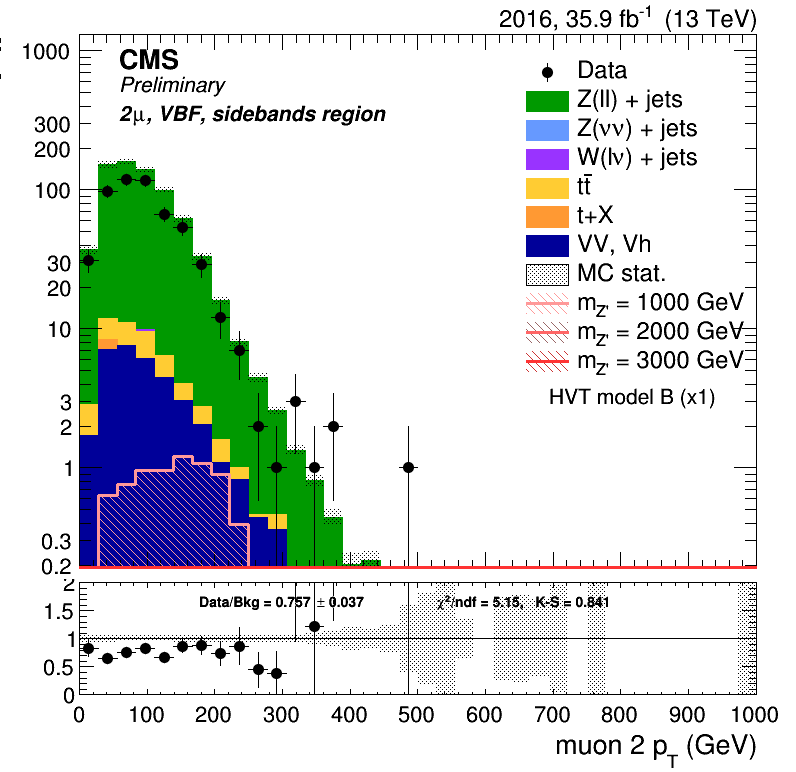 2016, 35.9 fb⁻¹ (13 TeV)
CMS
Preliminary
2μ, VBF, sidebands region
Data
Z(ll) + jets
Z(νν) + jets
W(lν) + jets
tt̄
t+X
VV, Vh
MC stat.
m_Z' = 1000 GeV
m_Z' = 2000 GeV
m_Z' = 3000 GeV
HVT model B (x1)
1000
300
200
100
30
20
10
3
2
1
0.3
0.2
Data/Bkg = 0.757 ± 0.037
χ²/ndf = 5.15, K-S = 0.841
2
1.5
1
0.5
0
0 100 200 300 400 500 600 700 800 900 1000
muon 2 p_T (GeV)